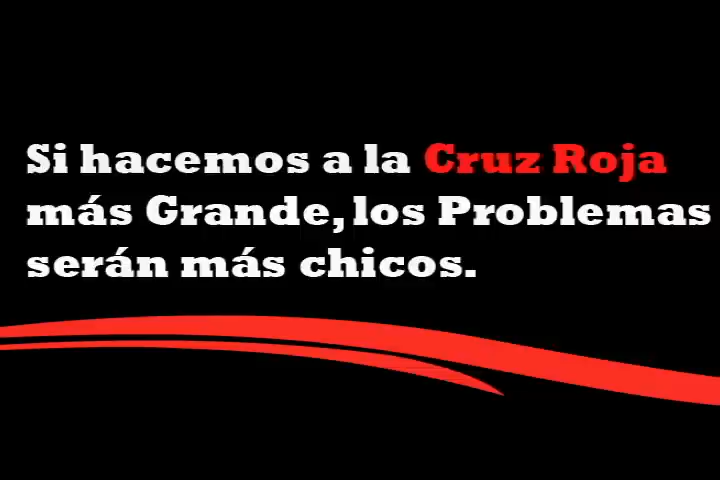 Si hacemos a la Cruz Roja
más Grande, los Problemas
serán más chicos.